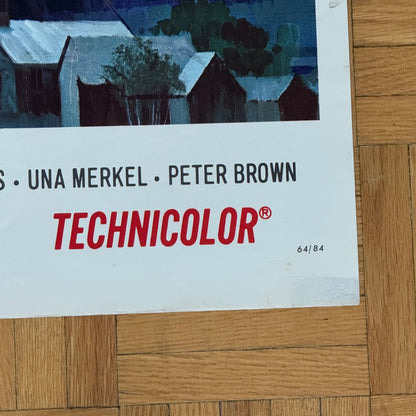 S • UNA MERKEL • PETER BROWN
TECHNICOLOR®
64/84